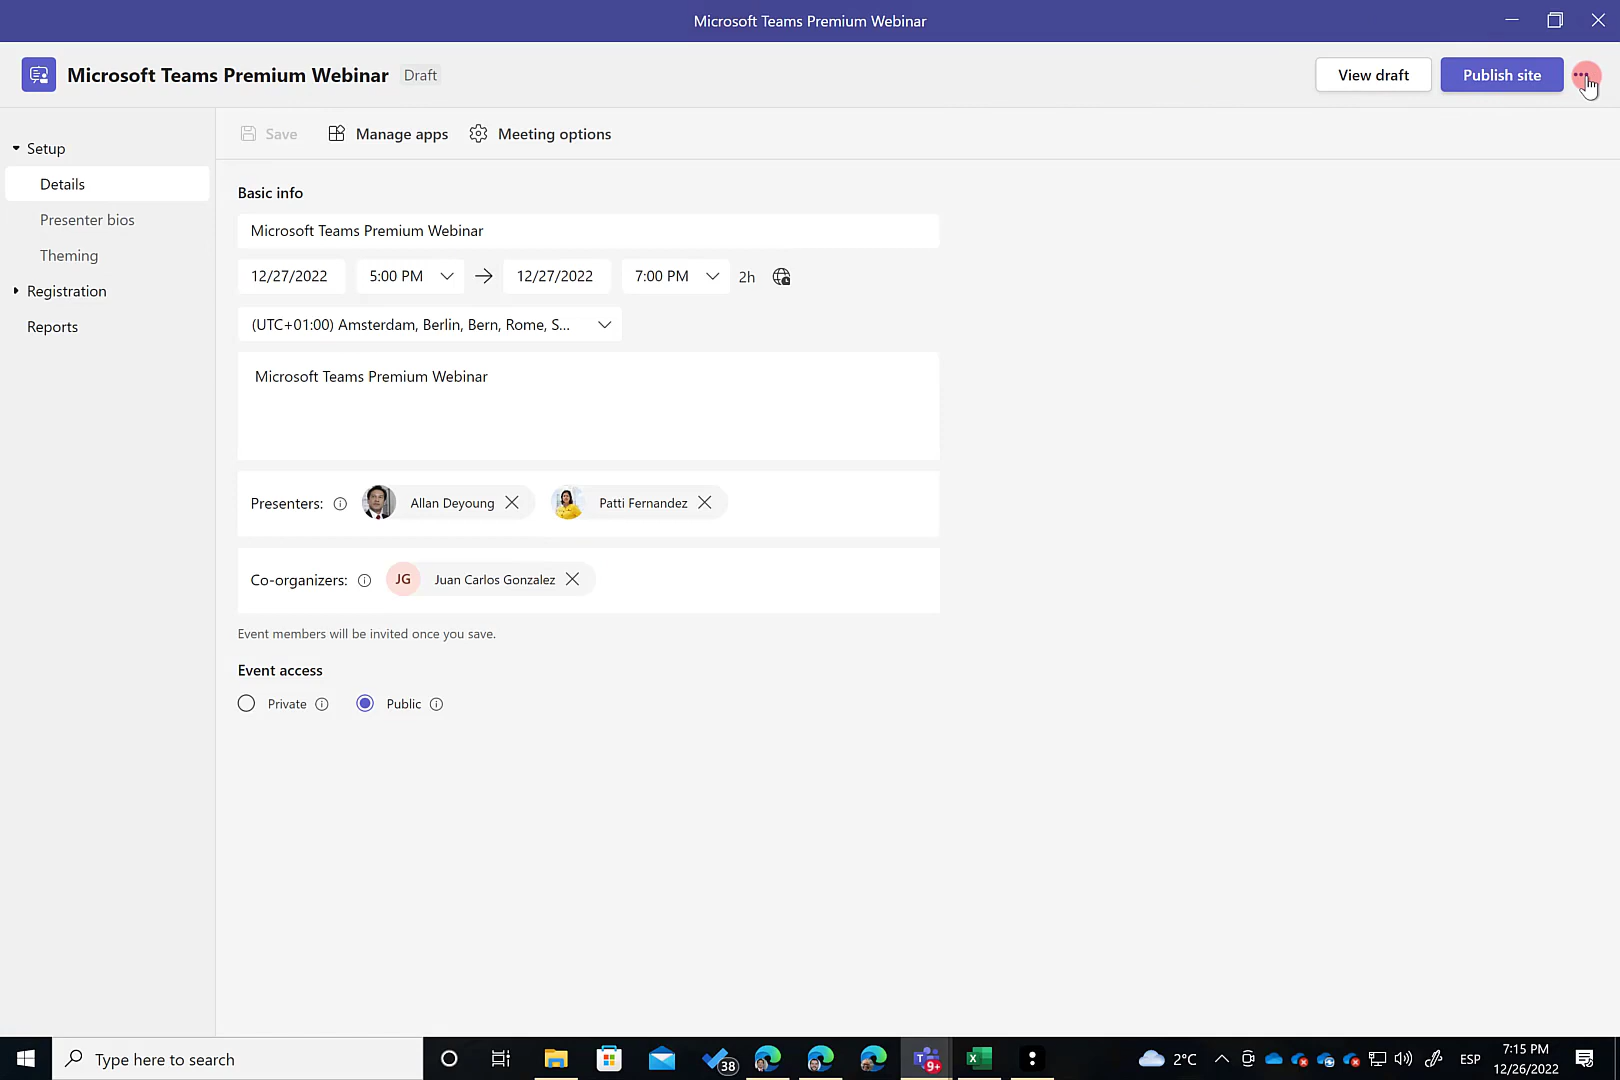 Microsoft Teams Premium Webinar
Microsoft Teams Premium Webinar Draft View draft Publish site
Save Manage apps Meeting options
Setup
Details
Presenter bios
Theming
Registration
Reports
Basic info
Microsoft Teams Premium Webinar
12/27/2022 5:00 PM 12/27/2022 7:00 PM 2h
(UTC+01:00) Amsterdam, Berlin, Bern, Rome, S...
Microsoft Teams Premium Webinar
Presenters: Allan Deyoung Patti Fernandez
Co-organizers: JG Juan Carlos Gonzalez
Event members will be invited once you save.
Event access
Private Public
Type here to search 38 T 9+ X 2°C ESP 7:15 PM
12/26/2022